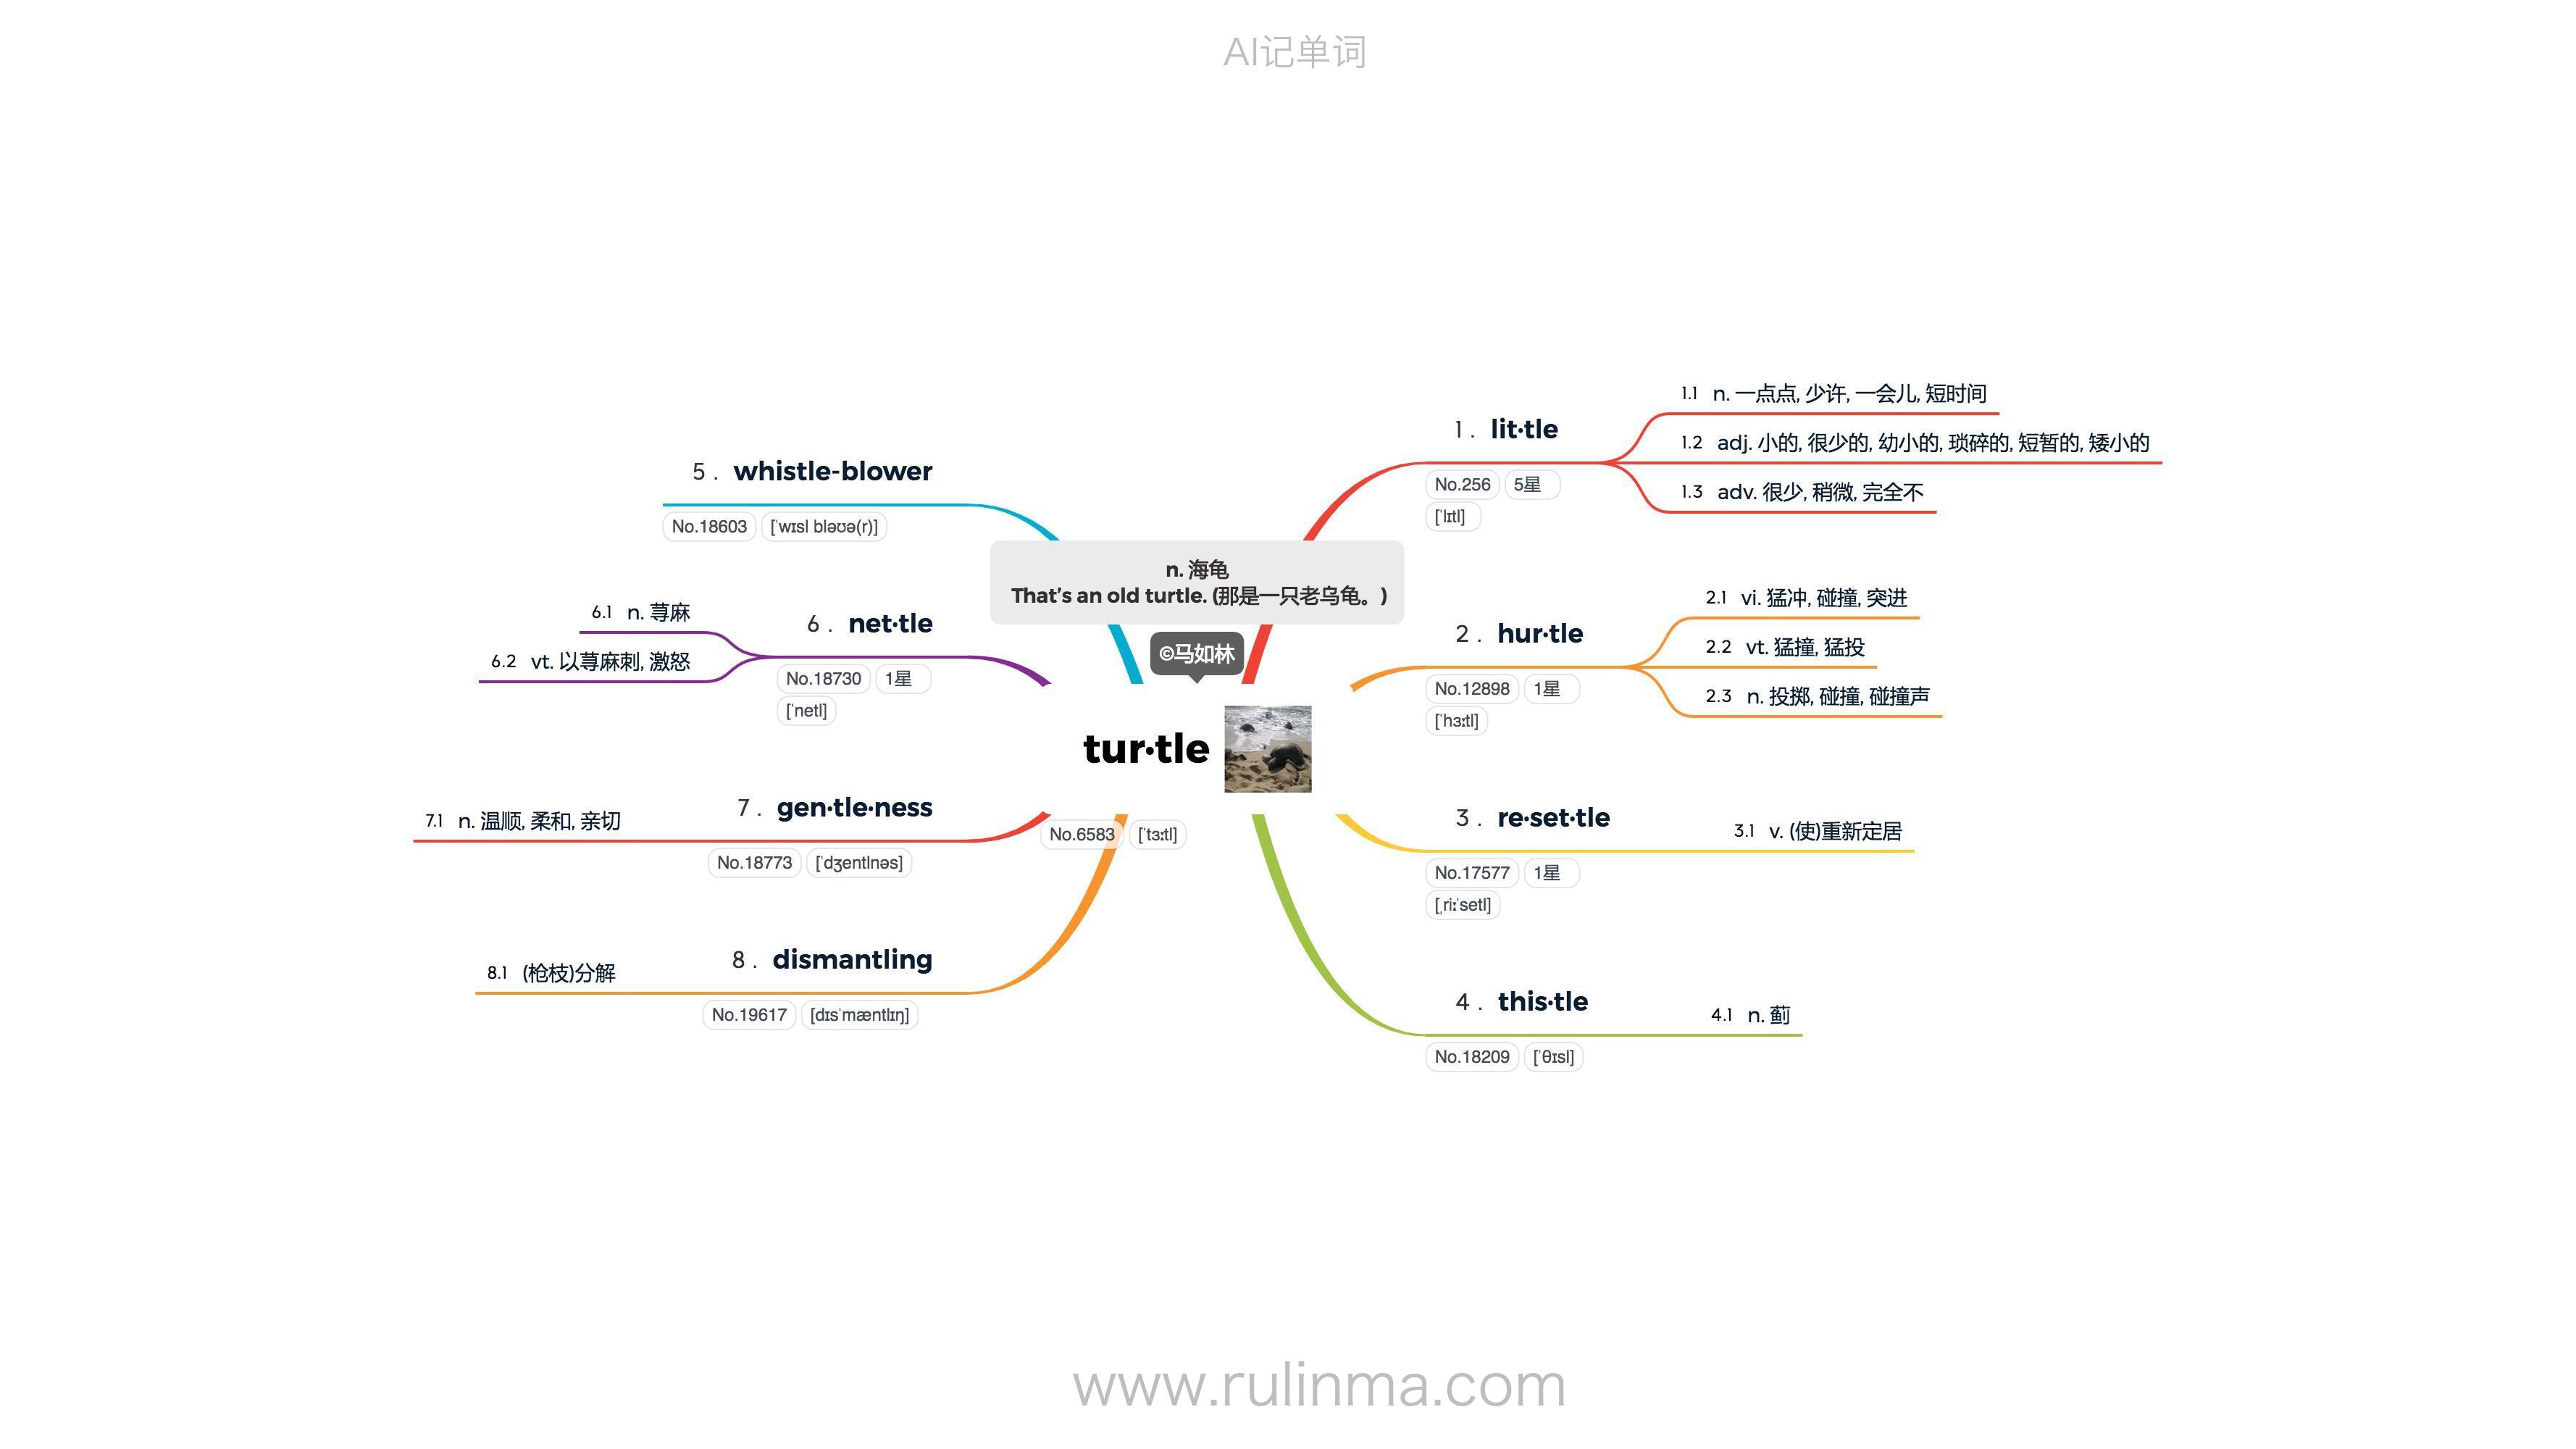 AI记单词
n. 海龟
That’s an old turtle. (那是一只老乌龟。)
©马如林
tur·tle
No.6583 [ˈtɜːtl]
1 . lit·tle
No.256 5星
[ˈlɪtl]
1.1 n. 一点点, 少许, 一会儿, 短时间
1.2 adj. 小的, 很少的, 幼小的, 琐碎的, 短暂的, 矮小的
1.3 adv. 很少, 稍微, 完全不
2 . hur·tle
No.12898 1星
[ˈhɜːtl]
2.1 vi. 猛冲, 碰撞, 突进
2.2 vt. 猛撞, 猛投
2.3 n. 投掷, 碰撞, 碰撞声
3 . re·set·tle
No.17577 1星
[ˌriːˈsetl]
3.1 v. (使)重新定居
4 . this·tle
No.18209 [ˈθɪsl]
4.1 n. 蓟
5 . whistle-blower
No.18603 [ˈwɪsl bləʊə(r)]
6 . net·tle
No.18730 1星
[ˈnetl]
6.1 n. 荨麻
6.2 vt. 以荨麻刺, 激怒
7 . gen·tle·ness
No.18773 [ˈdʒentlnəs]
7.1 n. 温顺, 柔和, 亲切
8 . dismantling
No.19617 [dɪsˈmæntlɪŋ]
8.1 (枪枝)分解
www.rulinma.com